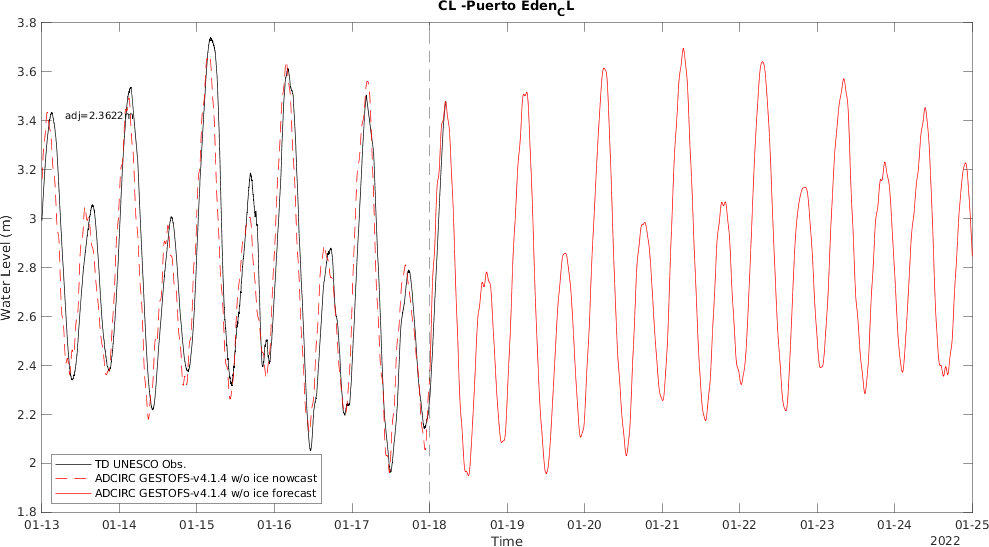 CL -Puerto Eden_CL
3.8
3.6
3.4
3.2
3
2.8
2.6
2.4
2.2
2
1.8
Water Level (m)
adj=2.3622m
TD UNESCO Obs.
ADCIRC GESTOFS-v4.1.4 w/o ice nowcast
ADCIRC GESTOFS-v4.1.4 w/o ice forecast
01-13 01-14 01-15 01-16 01-17 01-18 01-19 01-20 01-21 01-22 01-23 01-24 01-25
Time
2022